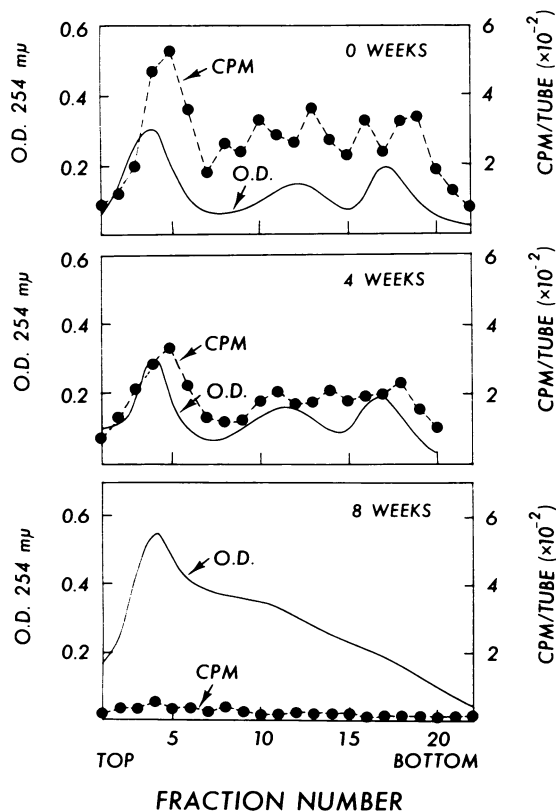 0.6
0.4
0.2
O.D. 254 mμ
CPM
O.D.
0 WEEKS
6
4
2
CPM/TUBE (×10⁻²)
0.6
0.4
0.2
O.D. 254 mμ
CPM
O.D.
4 WEEKS
6
4
2
CPM/TUBE (×10⁻²)
0.6
0.4
0.2
O.D. 254 mμ
O.D.
CPM
8 WEEKS
6
4
2
CPM/TUBE (×10⁻²)
5 10 15 20
TOP BOTTOM
FRACTION NUMBER